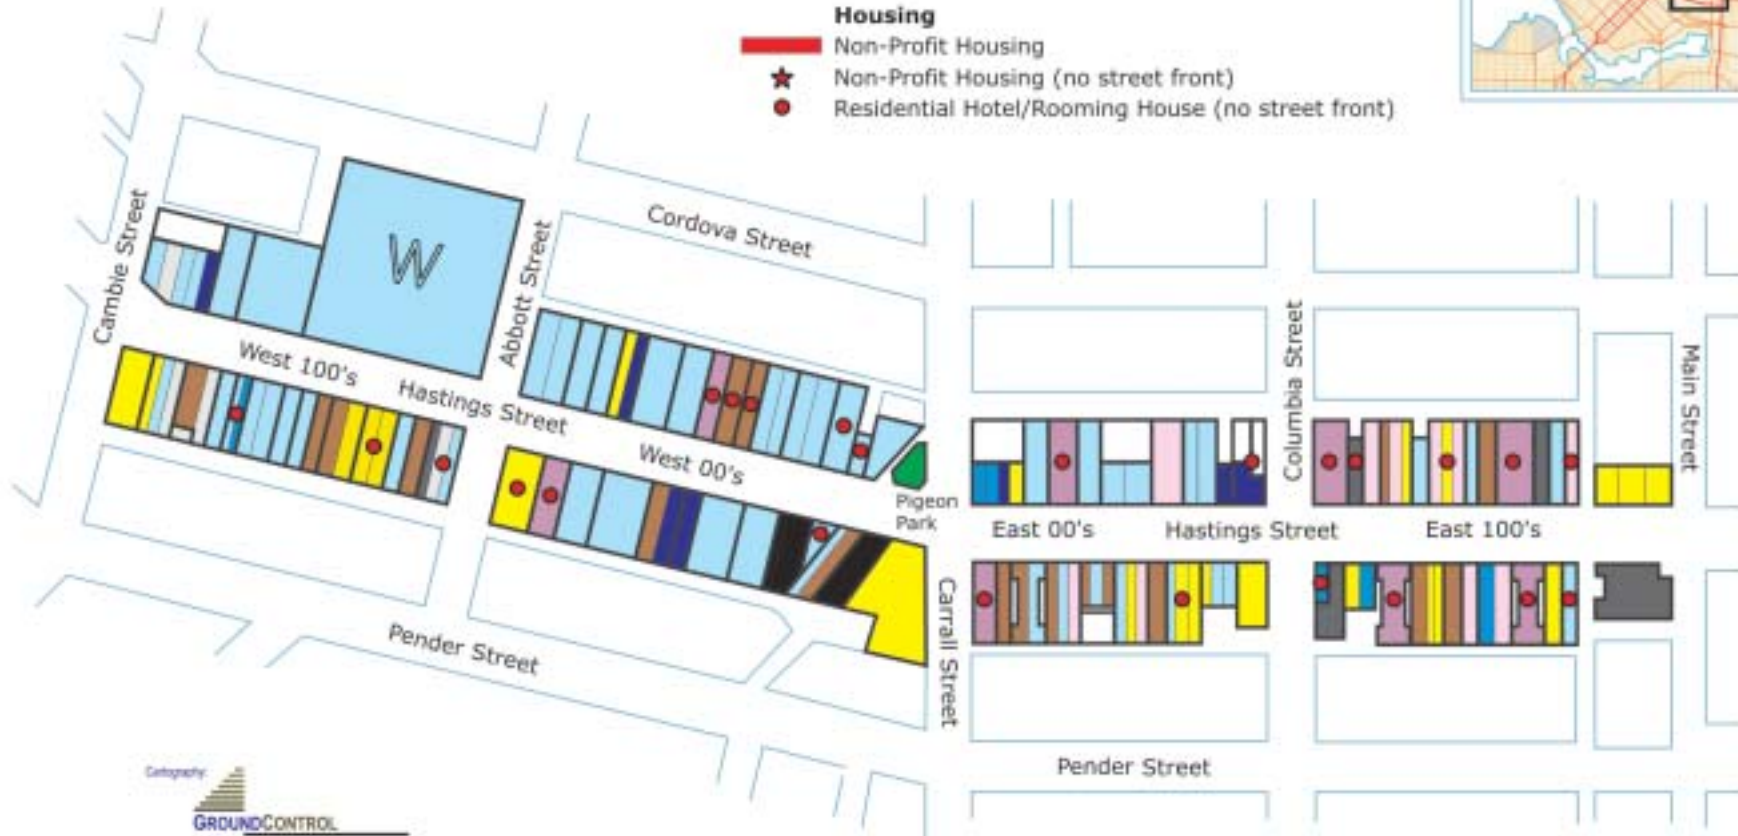 Housing
Non-Profit Housing
Non-Profit Housing (no street front)
Residential Hotel/Rooming House (no street front)
Cambie Street
W
Abbott Street
Cordova Street
West 100's
Hastings Street
West 00's
Pigeon
Park
Columbia Street
Main Street
East 00's
Hastings Street
East 100's
Carrall Street
Pender Street
Pender Street
Cartography:
GROUNDCONTROL